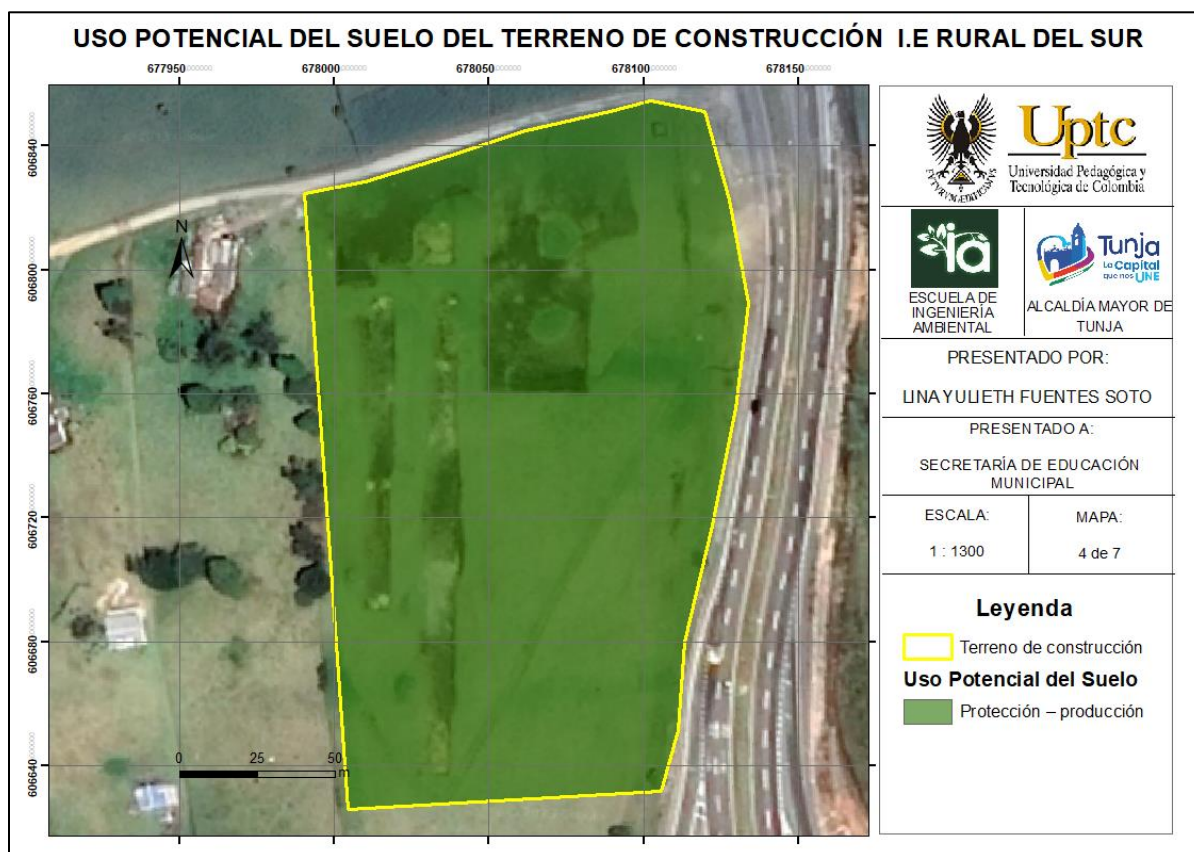 USO POTENCIAL DEL SUELO DEL TERRENO DE CONSTRUCCIÓN I.E RURAL DEL SUR
677950 678000 678050 678100 678150
606840
606800
606760
606720
606680
606640
N
0 25 50
m
Uptc
Universidad Pedagógica y
Tecnológica de Colombia
ia
ESCUELA DE
INGENIERÍA
AMBIENTAL
Tunja
La Capital
que nos UNE
ALCALDÍA MAYOR DE
TUNJA
PRESENTADO POR:
LINA YULIETH FUENTES SOTO
PRESENTADO A:
SECRETARÍA DE EDUCACIÓN
MUNICIPAL
ESCALA:
1 : 1300
MAPA:
4 de 7
Leyenda
Terreno de construcción
Uso Potencial del Suelo
Protección – producción